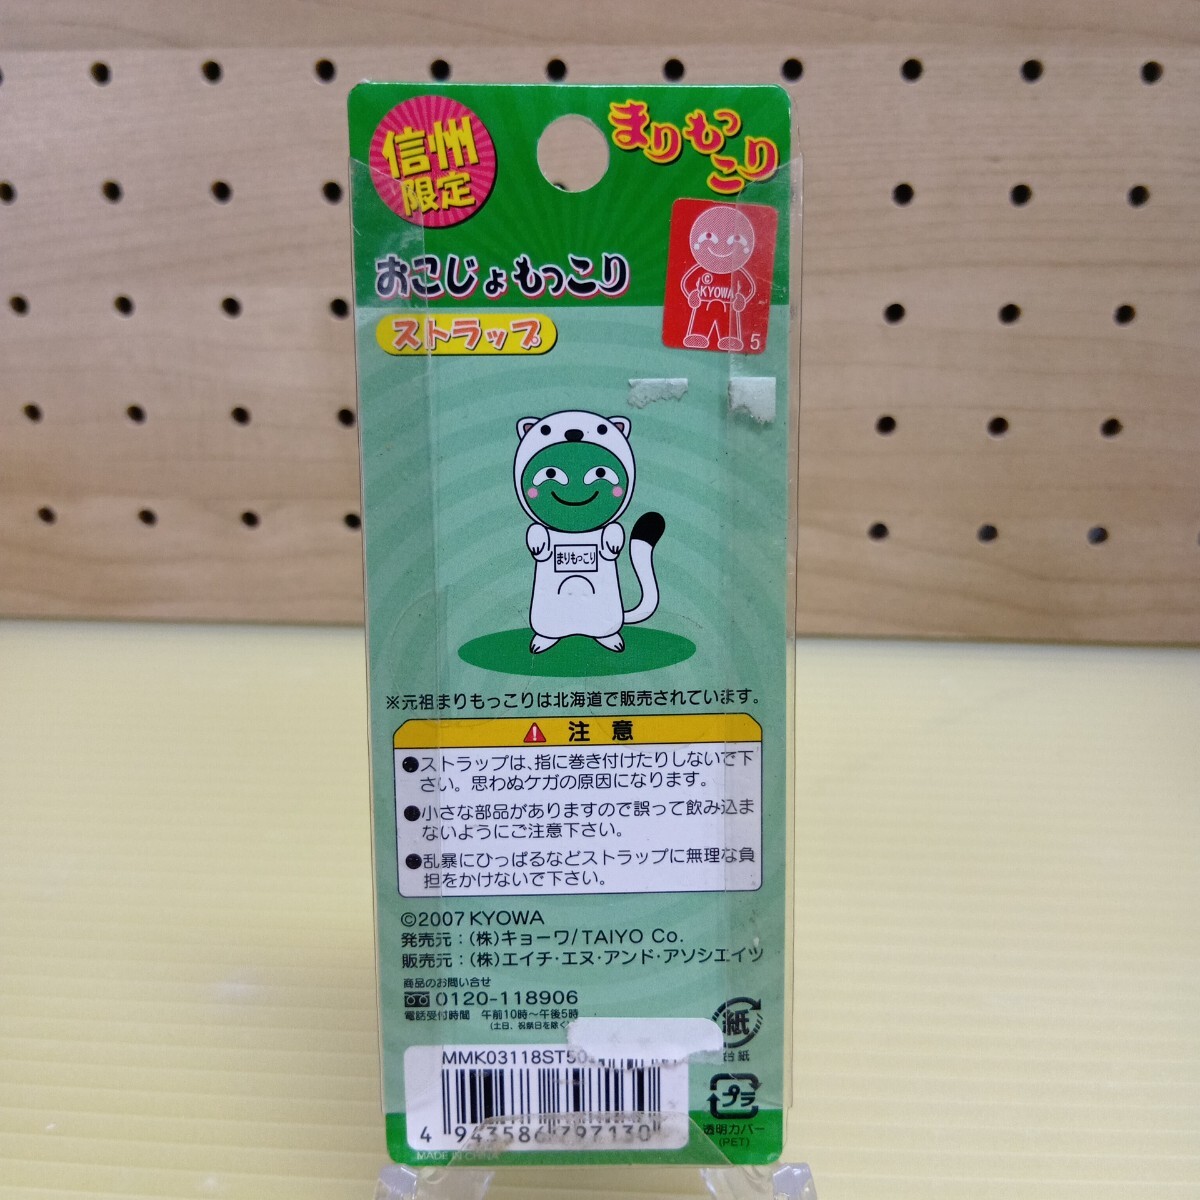 信州
限定
まりもっこり
おこじょもっこり
ストラップ
© KYOWA
5
まりもっこり
※元祖まりもっこりは北海道で販売されています。
注 意
●ストラップは、指に巻き付けたりしないで下
さい。思わぬケガの原因になります。
●小さな部品がありますので誤って飲み込ま
ないようにご注意下さい。
●乱暴にひっぱるなどストラップに無理な負
担をかけないで下さい。
©2007 KYOWA
発売元：(株)キョーワ/TAIYO Co.
販売元：(株)エイチ・エヌ・アンド・アソシエイツ
商品のお問い合せ
0120-118906
電話受付時間 午前10時～午後5時
(土日、祝祭日を除く
紙
台紙
MMK03118ST50
4 943586 797130
プラ
透明カバー
(PET)
MADE IN CHINA